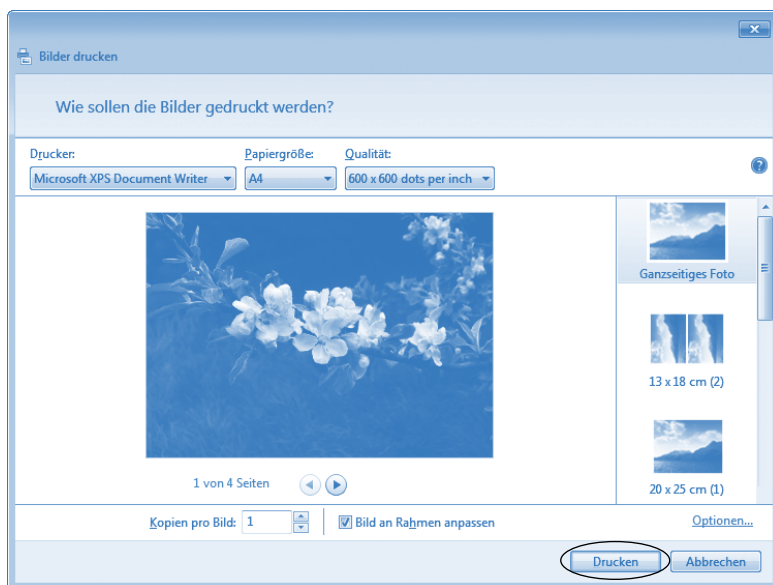 Bilder drucken
Wie sollen die Bilder gedruckt werden?
Drucker: Papiergröße: Qualität:
Microsoft XPS Document Writer A4 600 x 600 dots per inch
Ganzseitiges Foto
13 x 18 cm (2)
20 x 25 cm (1)
1 von 4 Seiten
Kopien pro Bild: 1 Bild an Rahmen anpassen Optionen...
Drucken Abbrechen